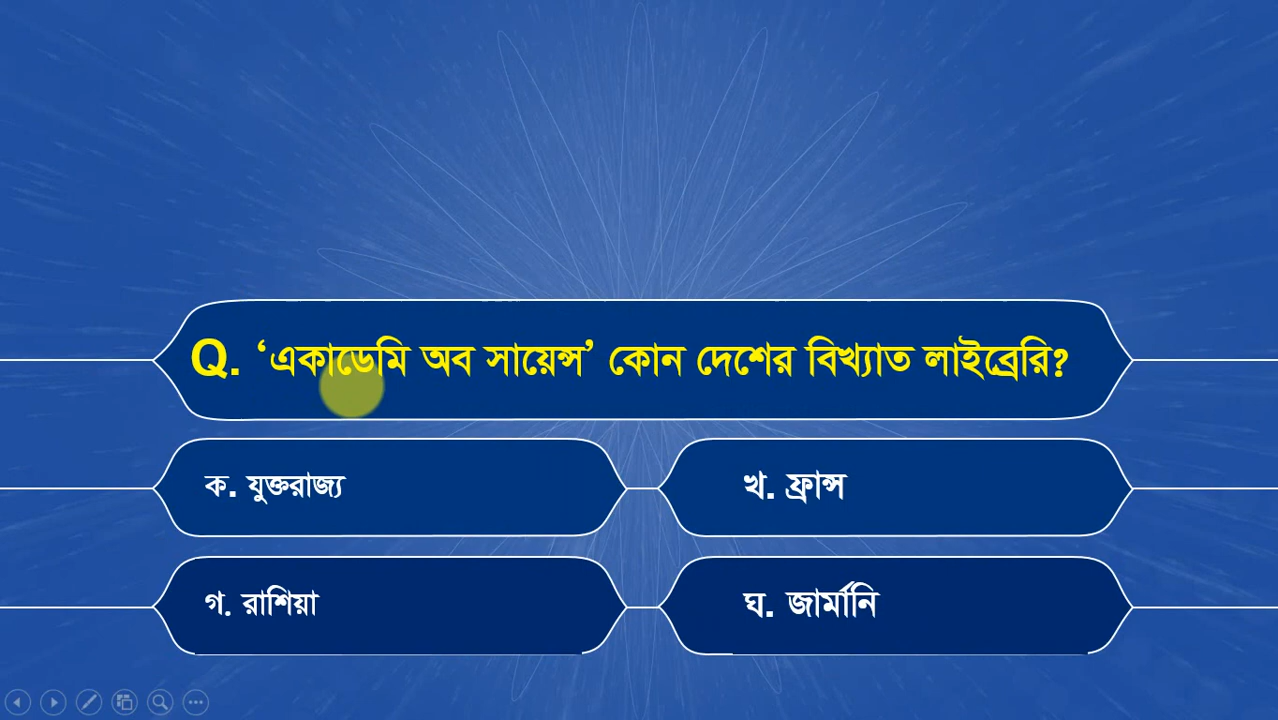 Q. ‘একাডেমি অব সায়েন্স’ কোন দেশের বিখ্যাত লাইব্রেরি?
ক. যুক্তরাজ্য
খ. ফ্রান্স
গ. রাশিয়া
ঘ. জার্মানি